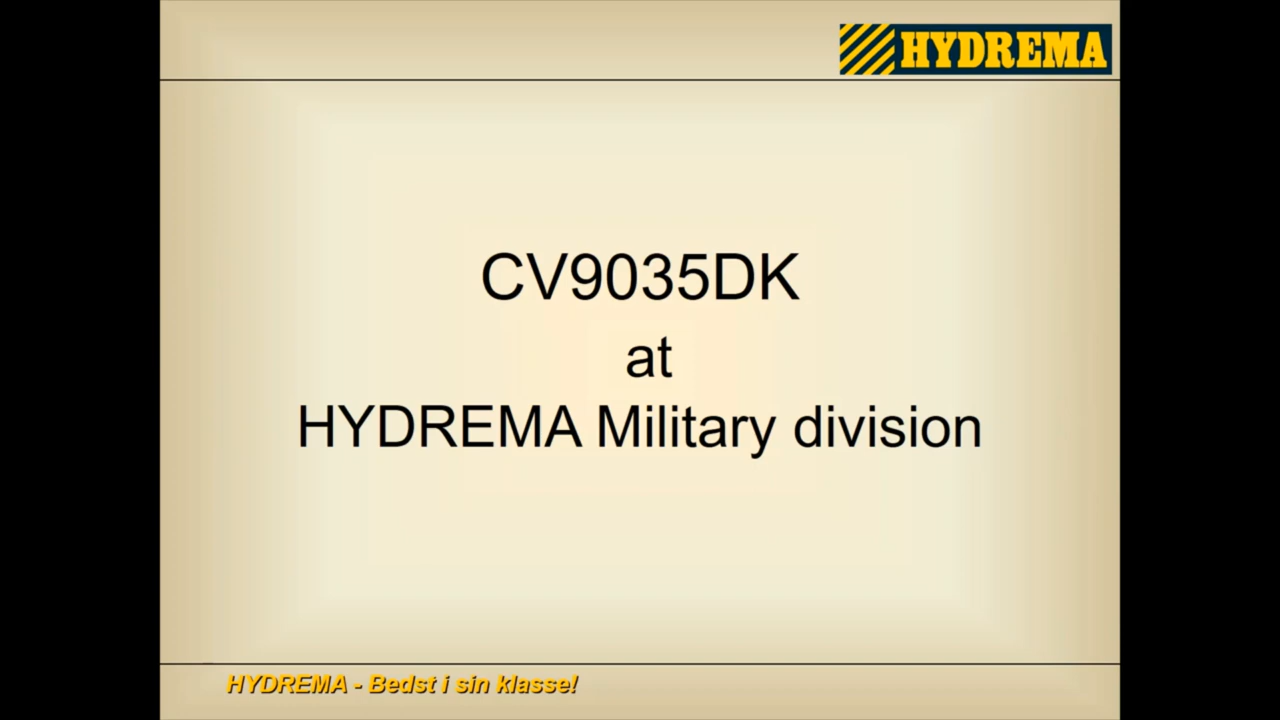 HYDREMA
CV9035DK
at
HYDREMA Military division
HYDREMA - Bedst i sin klasse!